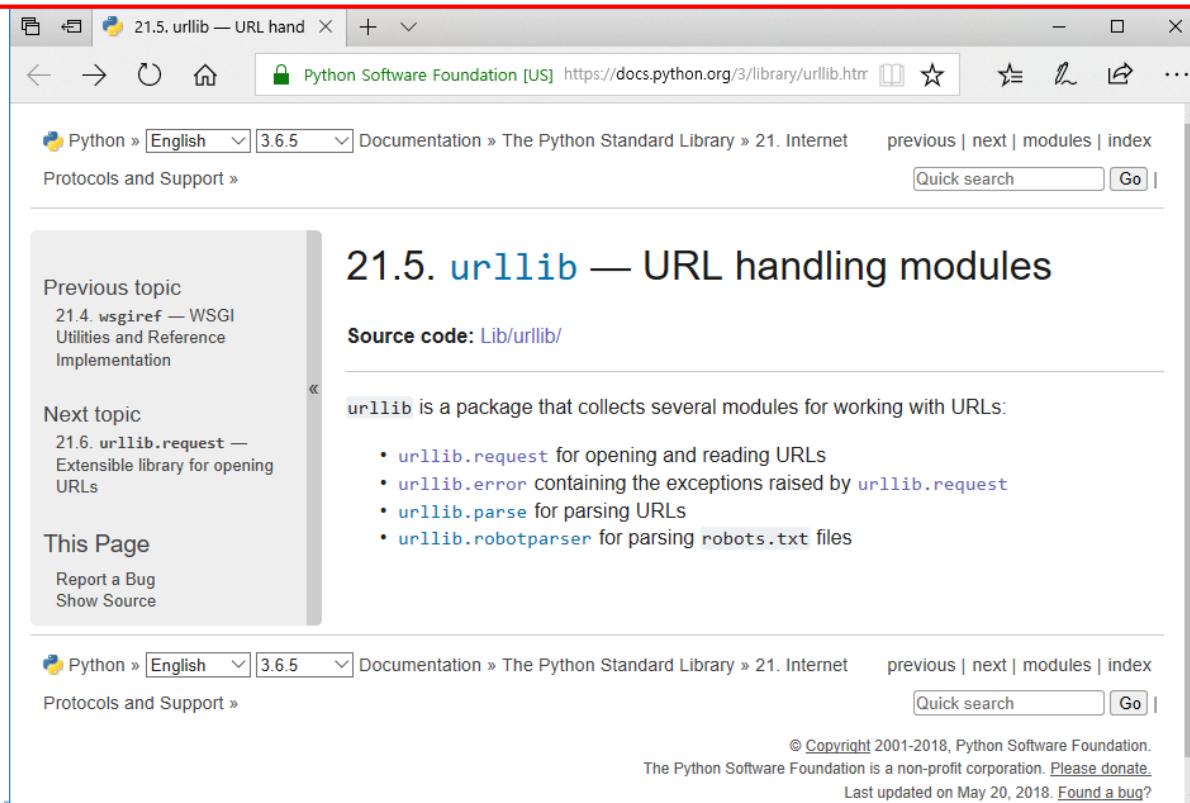 21.5. urllib — URL hand
Python Software Foundation [US] https://docs.python.org/3/library/urllib.htm
Python » English 3.6.5 Documentation » The Python Standard Library » 21. Internet previous | next | modules | index
Protocols and Support » Quick search Go |
Previous topic
21.4. wsgiref — WSGI
Utilities and Reference
Implementation
«
Next topic
21.6. urllib.request —
Extensible library for opening
URLs
This Page
Report a Bug
Show Source
21.5. urllib — URL handling modules
Source code: Lib/urllib/
urllib is a package that collects several modules for working with URLs:
• urllib.request for opening and reading URLs
• urllib.error containing the exceptions raised by urllib.request
• urllib.parse for parsing URLs
• urllib.robotparser for parsing robots.txt files
Python » English 3.6.5 Documentation » The Python Standard Library » 21. Internet previous | next | modules | index
Protocols and Support » Quick search Go |
© Copyright 2001-2018, Python Software Foundation.
The Python Software Foundation is a non-profit corporation. Please donate.
Last updated on May 20, 2018. Found a bug?